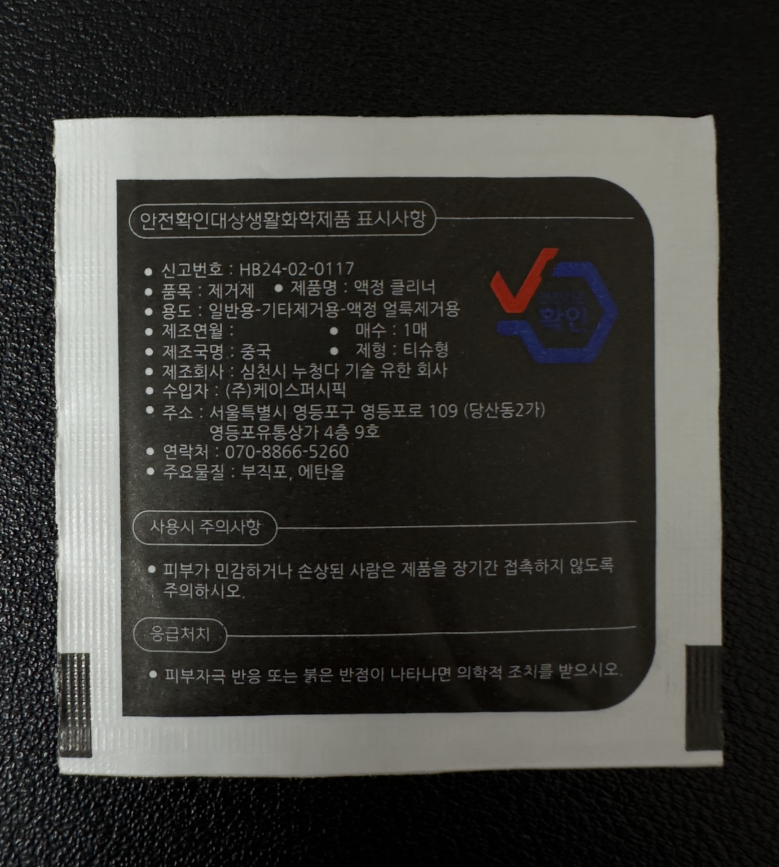 안전확인대상생활화학제품 표시사항
● 신고번호 : HB24-02-0117
● 품목 : 제거제 ● 제품명 : 액정 클리너
● 용도 : 일반용-기타제거용-액정 얼룩제거용
● 제조연월 : ● 매수 : 1매
● 제조국명 : 중국 ● 제형 : 티슈형
● 제조회사 : 심천시 누청다 기술 유한 회사
● 수입자 : (주)케이스퍼시픽
● 주소 : 서울특별시 영등포구 영등포로 109 (당산동2가)
영등포유통상가 4층 9호
● 연락처 : 070-8866-5260
● 주요물질 : 부직포, 에탄올
확인
사용시 주의사항
● 피부가 민감하거나 손상된 사람은 제품을 장기간 접촉하지 않도록
주의하시오.
응급처치
● 피부자극 반응 또는 붉은 반점이 나타나면 의학적 조치를 받으시오.